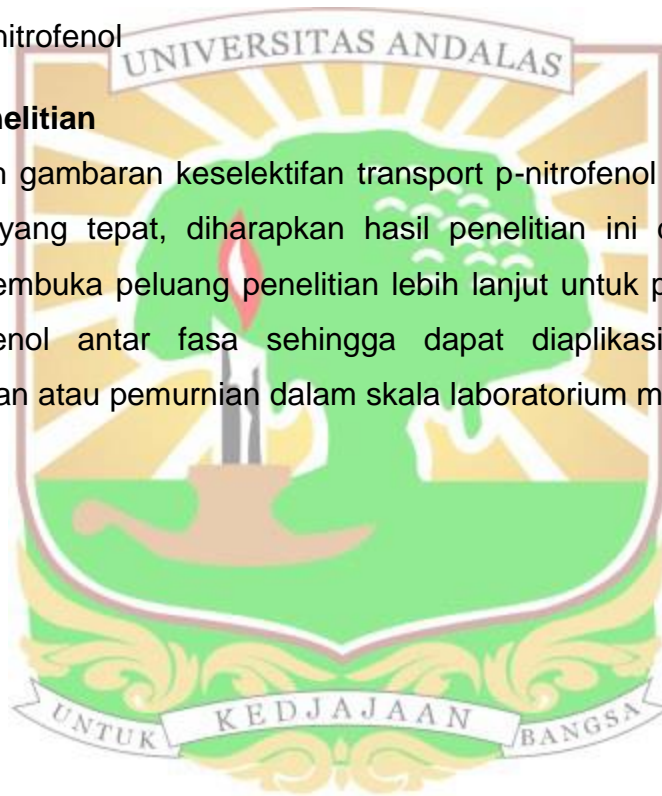 nitrofenol
UNIVERSITAS ANDALAS
nelitian
n gambaran keselektifan transport p-nitrofenol
yang tepat, diharapkan hasil penelitian ini
embuka peluang penelitian lebih lanjut untuk p
enol antar fasa sehingga dapat diaplikasi
an atau pemurnian dalam skala laboratorium m
UNTUK KEDJAJAAN BANGSA